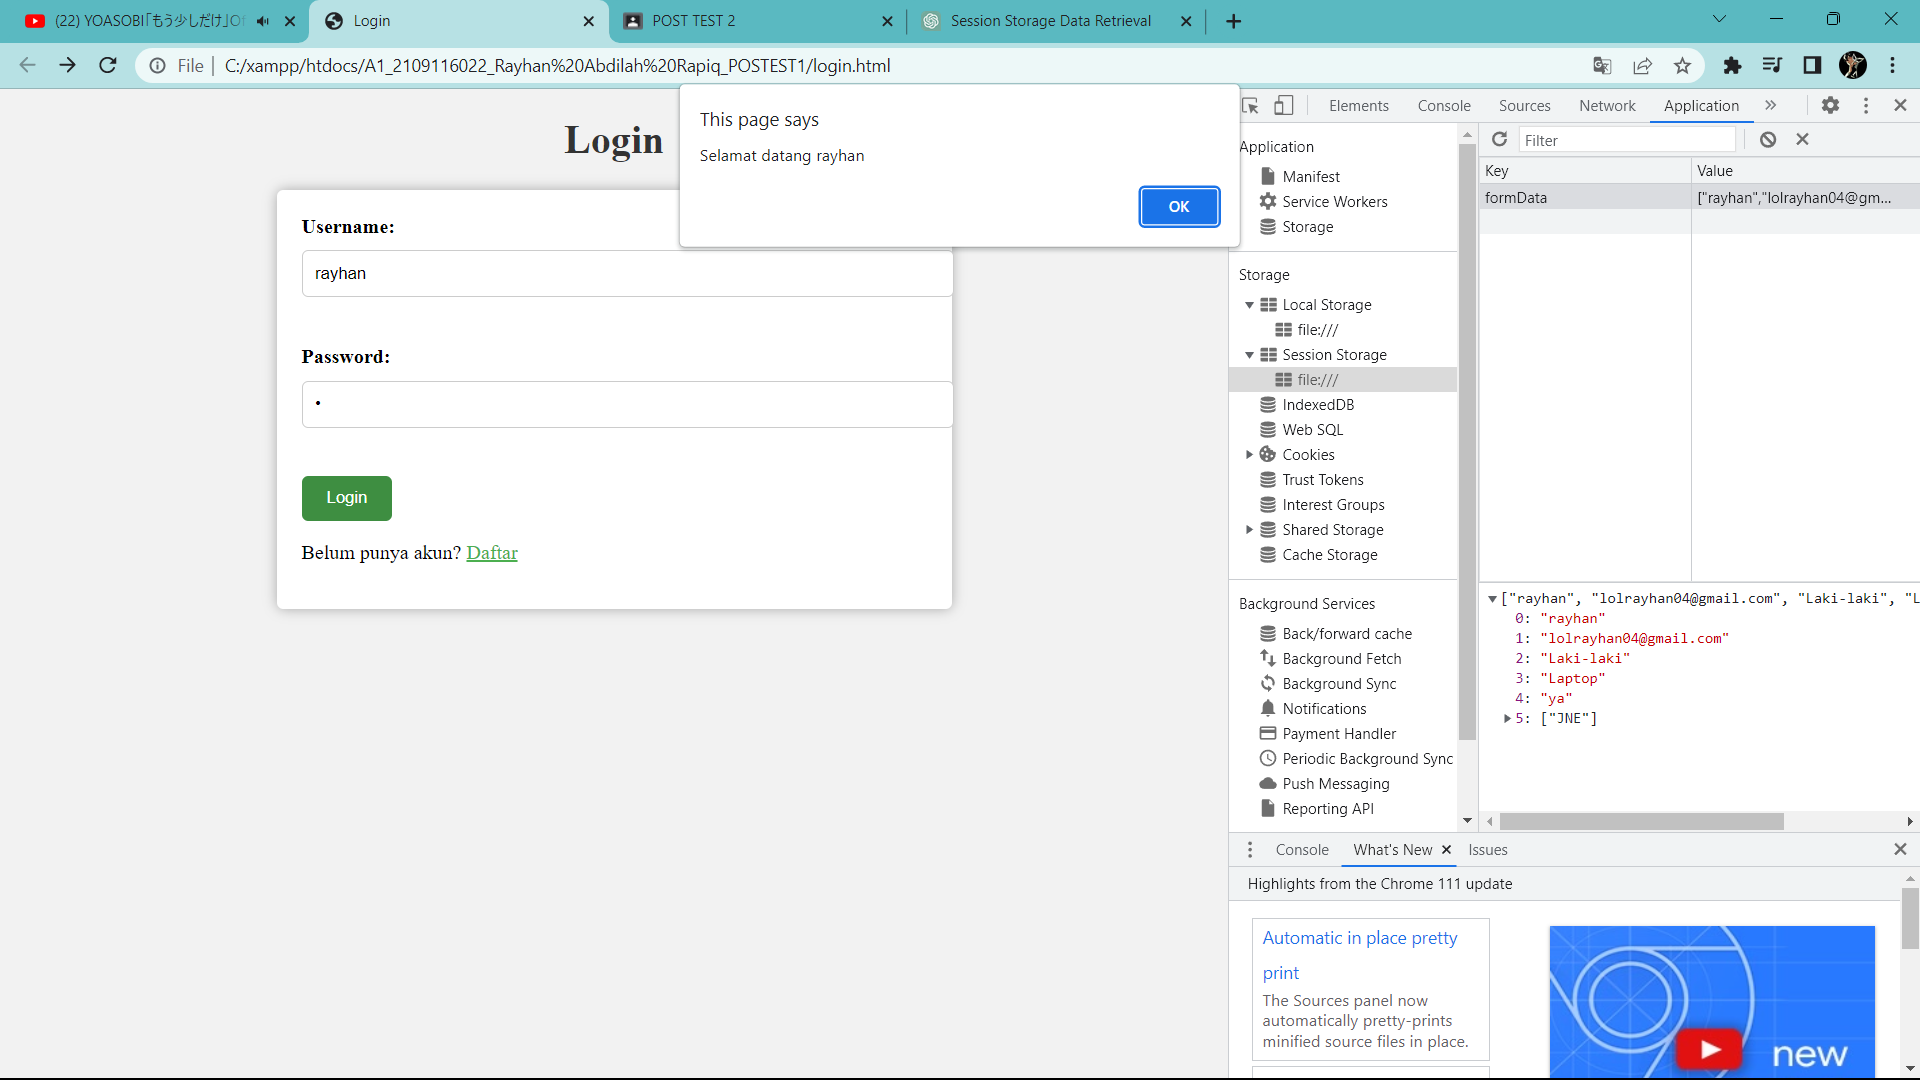 (22) YOASOBI「もう少しだけ」Of
Login
POST TEST 2
Session Storage Data Retrieval
File
C:/xampp/htdocs/A1_2109116022_Rayhan%20Abdilah%20Rapiq_POSTEST1/login.html
This page says
Selamat datang rayhan
OK
Login
Username:
rayhan
Password:
Login
Belum punya akun? Daftar
Elements
Console
Sources
Network
Application
Application
Manifest
Service Workers
Storage
Storage
Local Storage
file:///
Session Storage
file:///
IndexedDB
Web SQL
Cookies
Trust Tokens
Interest Groups
Shared Storage
Cache Storage
Background Services
Back/forward cache
Background Fetch
Background Sync
Notifications
Payment Handler
Periodic Background Sync
Push Messaging
Reporting API
Filter
Key Value
formData ["rayhan","lolrayhan04@gm...
["rayhan", "lolrayhan04@gmail.com", "Laki-laki", "L
0: "rayhan"
1: "lolrayhan04@gmail.com"
2: "Laki-laki"
3: "Laptop"
4: "ya"
5: ["JNE"]
Console
What's New
Issues
Highlights from the Chrome 111 update
Automatic in place pretty
print
The Sources panel now
automatically pretty-prints
minified source files in place.
new